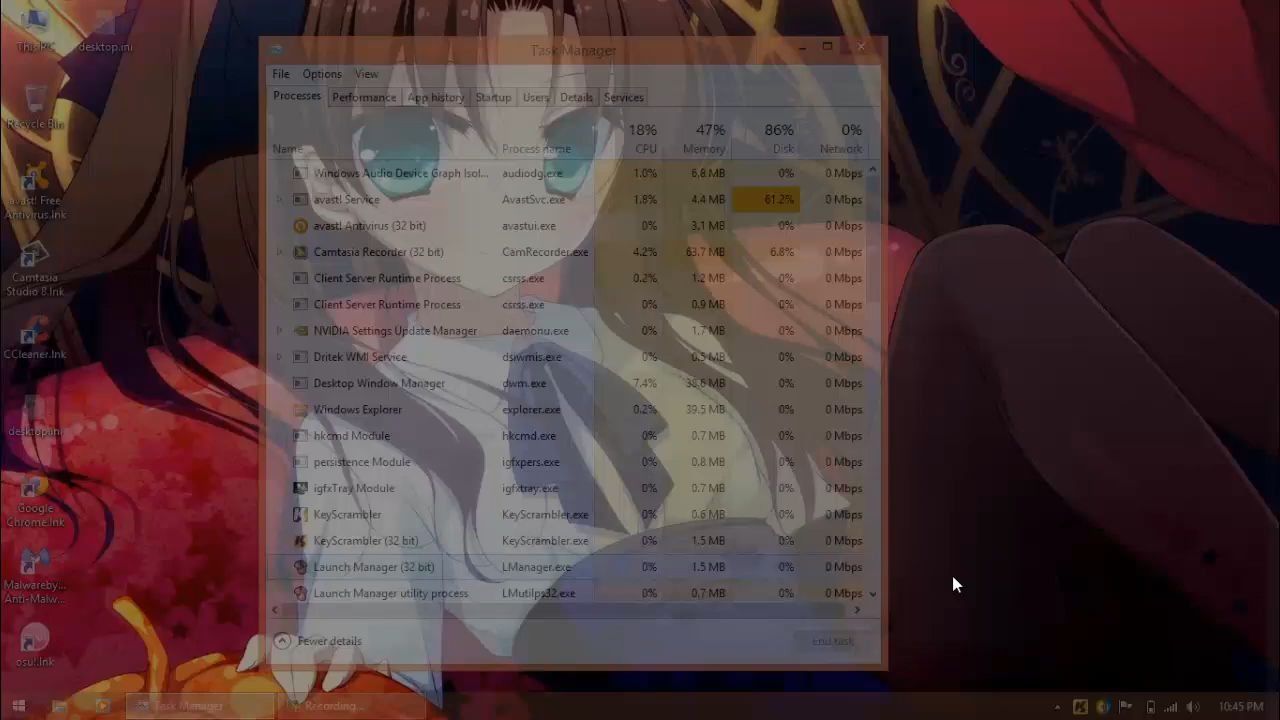 This PC
desktop.ini
Recycle Bin
avast! Free
Antivirus.lnk
Camtasia
Studio 8.lnk
CCleaner.lnk
desktop.ini
Google
Chrome.lnk
Malwareby...
Anti-Malw...
osu!.lnk
Task Manager
File Options View
Processes Performance App history Startup Users Details Services
18% 47% 86% 0%
Name Process name CPU Memory Disk Network
Windows Audio Device Graph Isol... audiodg.exe 1.0% 6.8 MB 0% 0 Mbps
avast! Service AvastSvc.exe 1.8% 4.4 MB 61.2% 0 Mbps
avast! Antivirus (32 bit) avastui.exe 0% 3.1 MB 0% 0 Mbps
Camtasia Recorder (32 bit) CamRecorder.exe 4.2% 63.7 MB 6.8% 0 Mbps
Client Server Runtime Process csrss.exe 0.2% 1.2 MB 0% 0 Mbps
Client Server Runtime Process csrss.exe 0% 0.9 MB 0% 0 Mbps
NVIDIA Settings Update Manager daemonu.exe 0% 1.7 MB 0% 0 Mbps
Dritek WMI Service dsiwmis.exe 0% 0.5 MB 0% 0 Mbps
Desktop Window Manager dwm.exe 7.4% 38.6 MB 0% 0 Mbps
Windows Explorer explorer.exe 0.2% 39.5 MB 0% 0 Mbps
hkcmd Module hkcmd.exe 0% 0.7 MB 0% 0 Mbps
persistence Module igfxpers.exe 0% 0.8 MB 0% 0 Mbps
igfxTray Module igfxtray.exe 0% 0.7 MB 0% 0 Mbps
KeyScrambler KeyScrambler.exe 0% 0.6 MB 0% 0 Mbps
KeyScrambler (32 bit) KeyScrambler.exe 0% 1.5 MB 0% 0 Mbps
Launch Manager (32 bit) LManager.exe 0% 1.5 MB 0% 0 Mbps
Launch Manager utility process LMutilps32.exe 0% 0.7 MB 0% 0 Mbps
Fewer details End task
Task Manager Recording... 10:45 PM